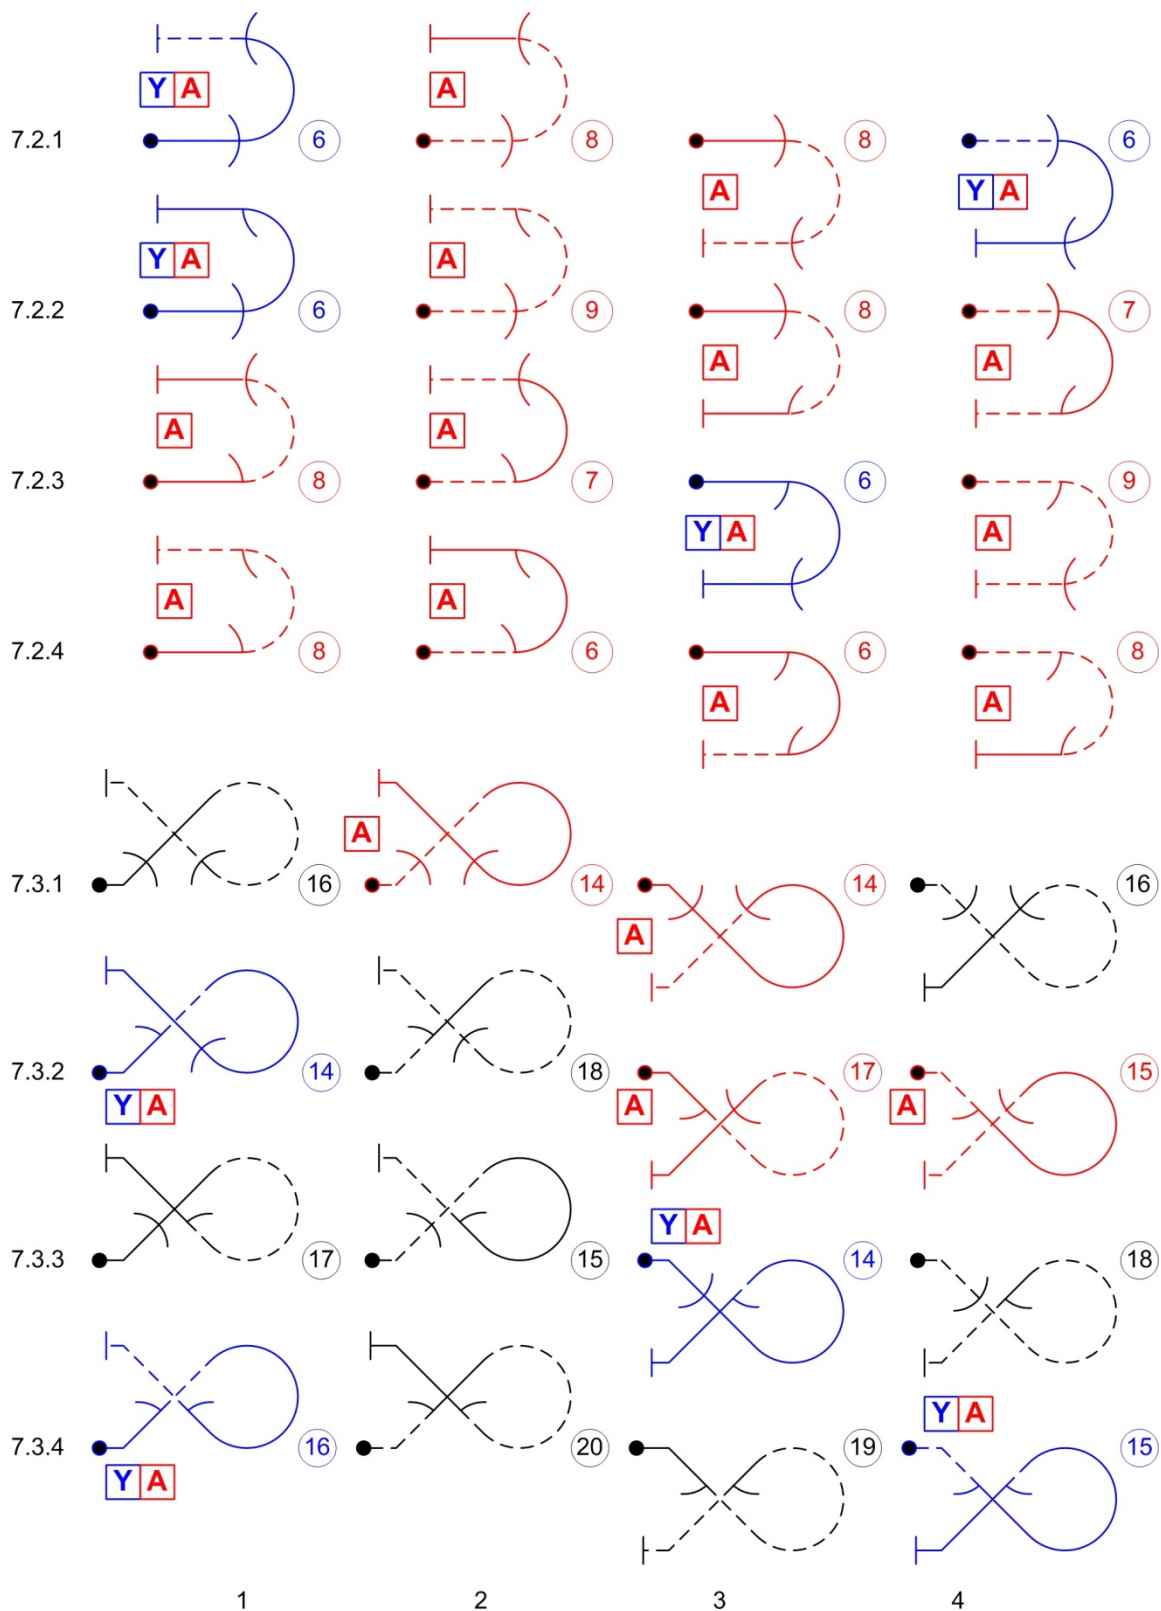 Y A A
7.2.1 6 8 8 6
A Y A
Y A A
7.2.2 6 9 8 7
A A
A A
7.2.3 8 7 6 9
Y A A
A A
7.2.4 8 6 6 8
A A
A
7.3.1 16 14 14 16
A
7.3.2 14 18 17 15
Y A A A
Y A
7.3.3 17 15 14 18
Y A
7.3.4 16 20 19 15
Y A
1 2 3 4